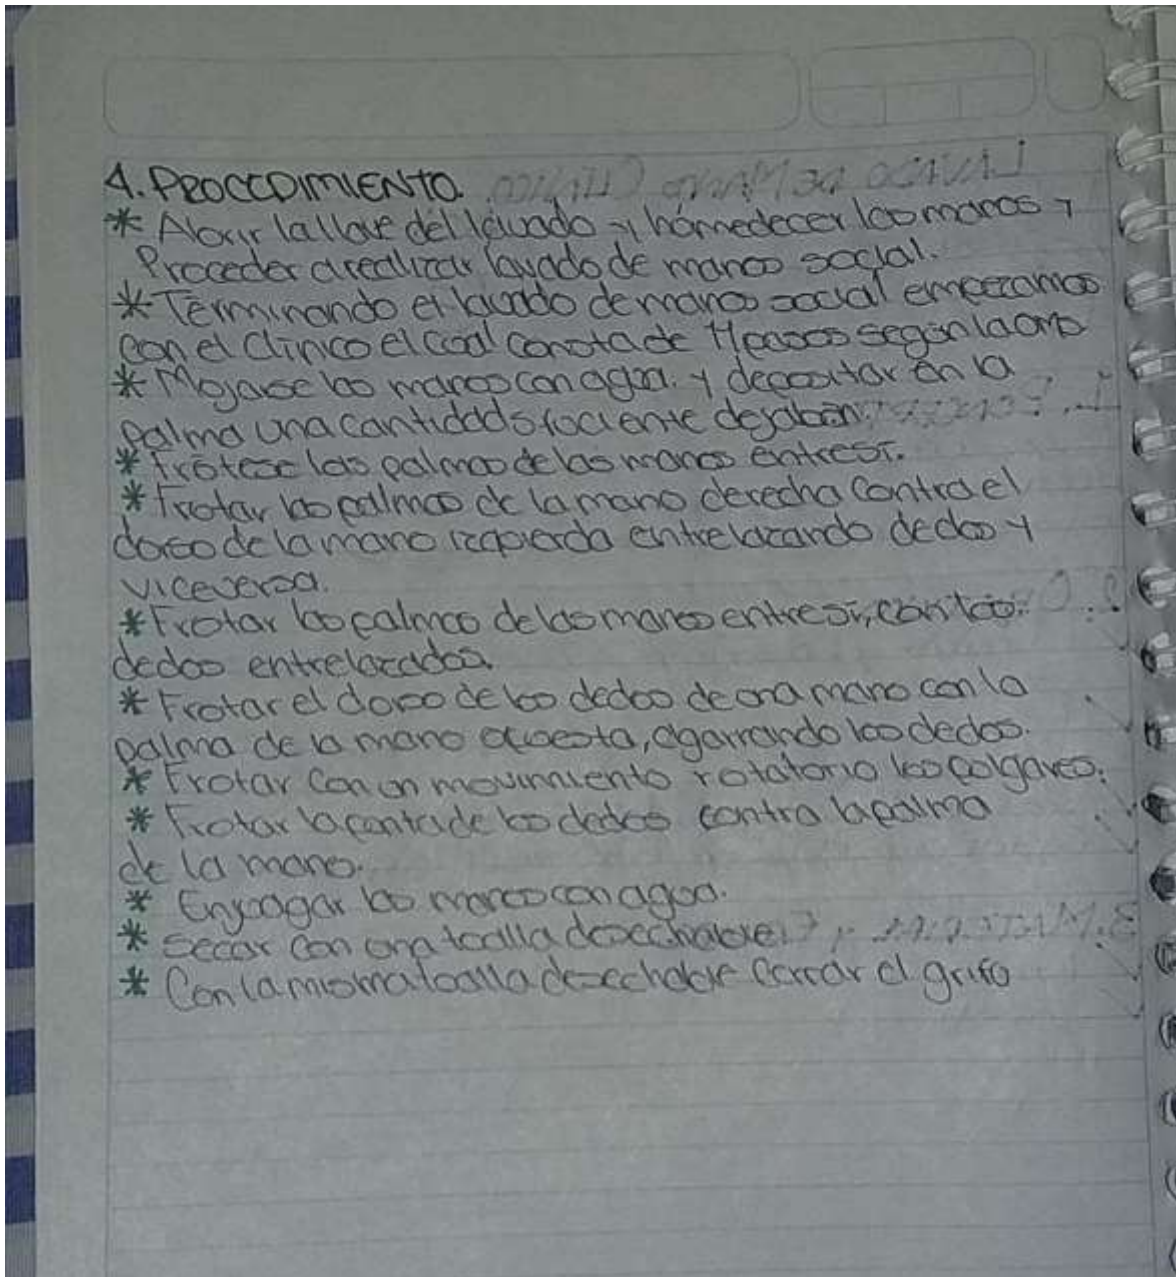 4. PROCEDIMIENTO.
* Abrir la llave del lavado y humedecer las manos y
Proceder a realizar lavado de manos social.
* Terminando el lavado de manos social empezamos
con el clinico el cual consta de 11 pasos según la oms
* Mojarse las manos con agua. y depositar en la
palma una cantidad suficiente de jabón
* frótese las palmas de las manos entre sí.
* Frotar las palmas de la mano derecha contra el
dorso de la mano izquierda entrelazando dedos y
viceversa.
* Frotar las palmas de las manos entre sí, con los
dedos entrelazados.
* Frotar el dorso de los dedos de una mano con la
palma de la mano opuesta, agarrando los dedos.
* Frotar con un movimiento rotatorio los pulgares.
* Frotar la punta de los dedos contra la palma
de la mano.
* Enjuagar las manos con agua.
* Secar con una toalla desechable.
* Con la misma toalla desechable cerrar el grifo